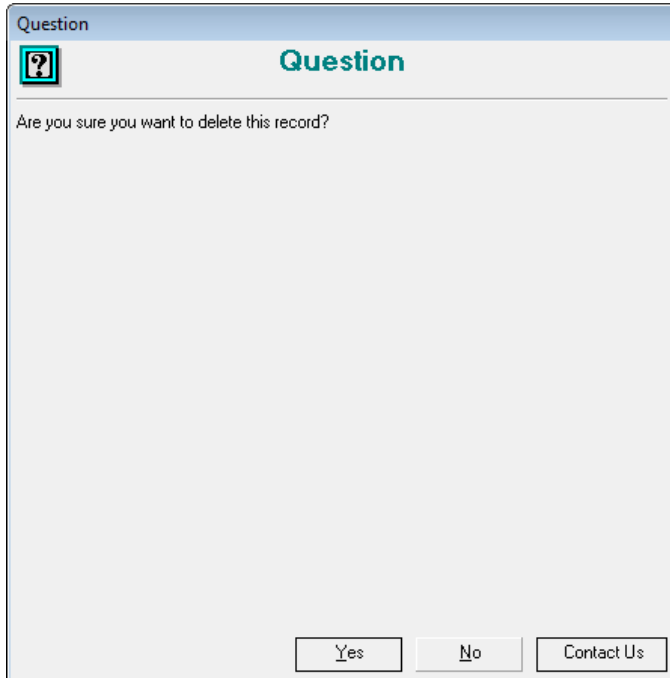 Question
Question
Are you sure you want to delete this record?
Yes No Contact Us